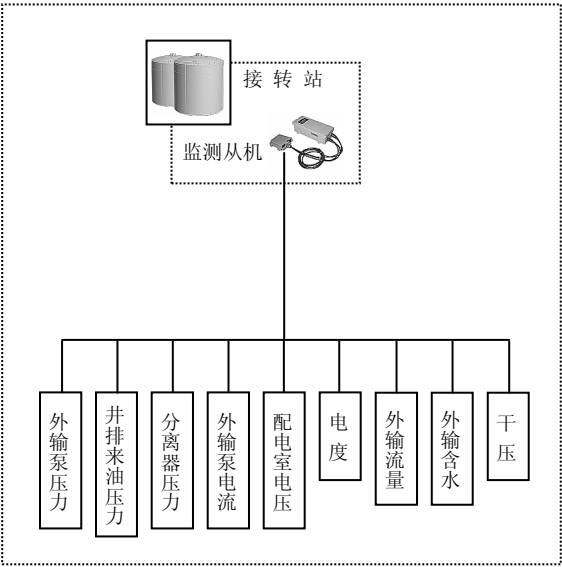 接转站
监测从机
外输泵压力
井排来油压力
分离器压力
外输泵电流
配电室电压
电度
外输流量
外输含水
干压